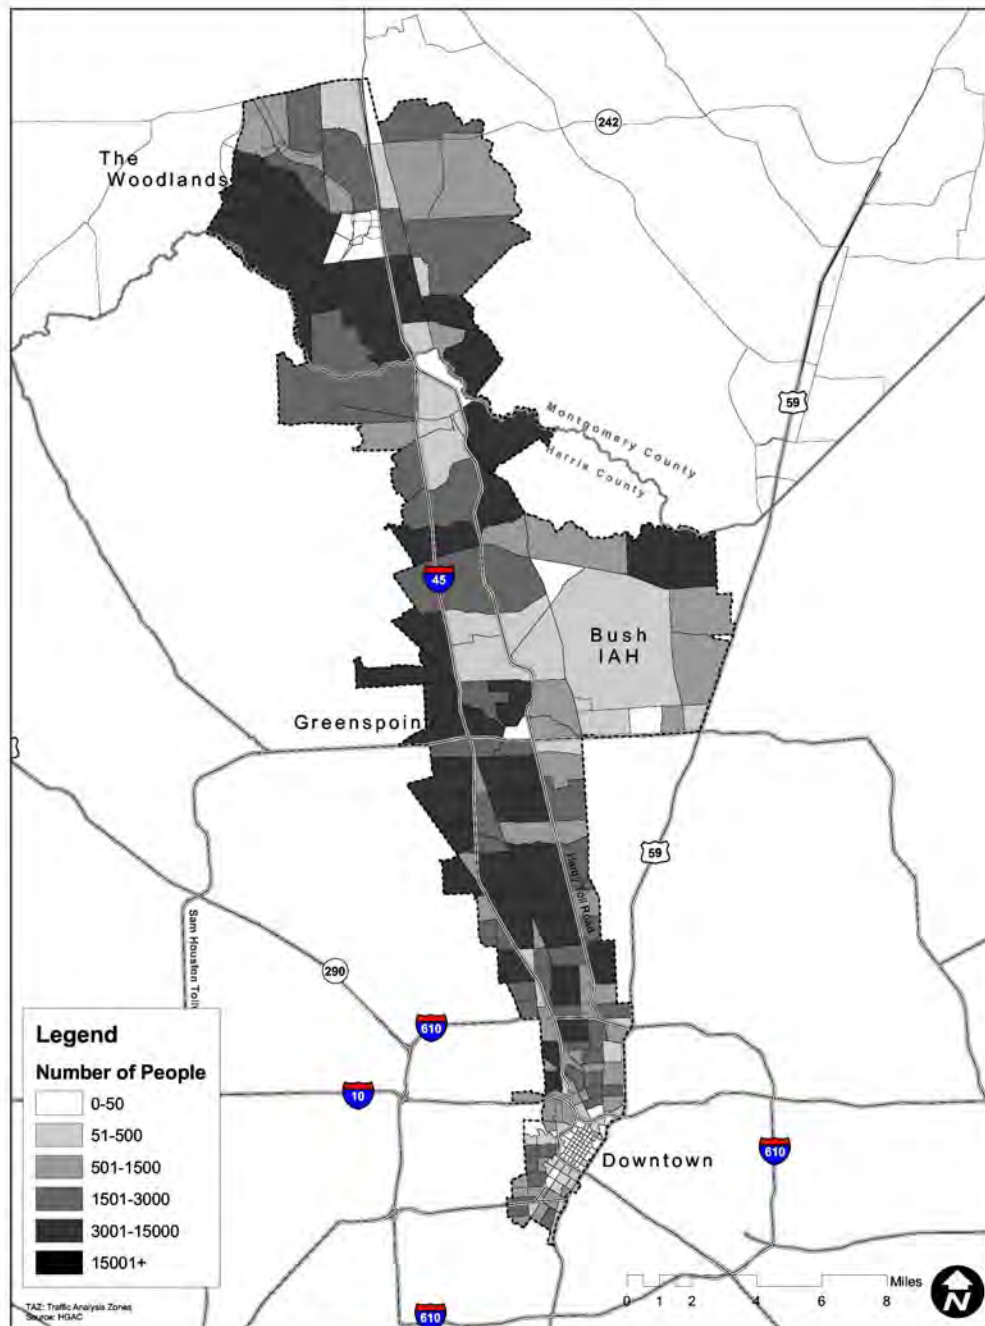 242
The
Woodlands
59
Montgomery County
Harris County
45
Bush
IAH
Greenspoint
59
Hardy Toll Road
Sam Houston Toll
290
610
10
610
Downtown
Legend
Number of People
0-50
51-500
501-1500
1501-3000
3001-15000
15001+
TAZ: Traffic Analysis Zones
Source: HGAC
610
Miles
0 1 2 4 6 8
N